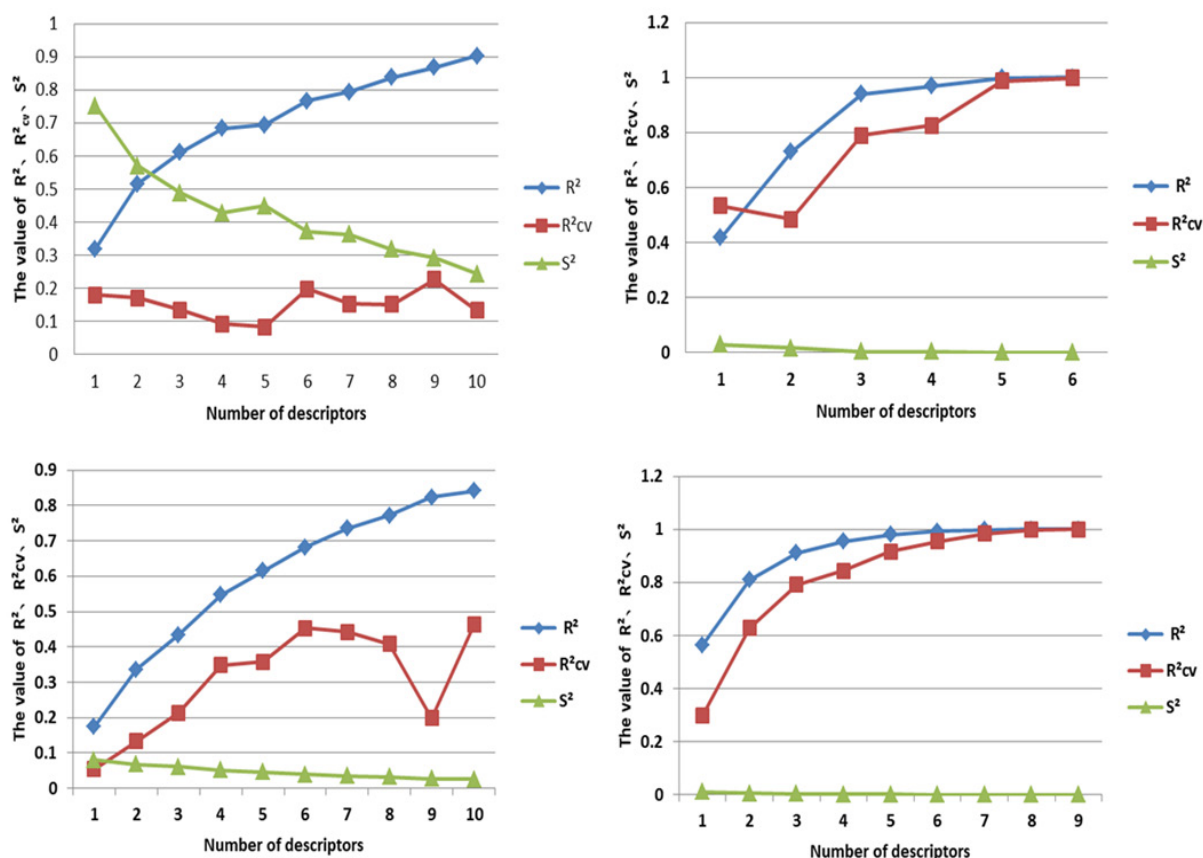 The value of R²、 R²cv、 S²
1
0.9
0.8
0.7
0.6
0.5
0.4
0.3
0.2
0.1
0
1 2 3 4 5 6 7 8 9 10
Number of descriptors
R²
R²cv
S²
The value of R²、 R²cv、 S²
1.2
1
0.8
0.6
0.4
0.2
0
1 2 3 4 5 6
Number of descriptors
R²
R²cv
S²
The value of R²、 R²cv、 S²
0.9
0.8
0.7
0.6
0.5
0.4
0.3
0.2
0.1
0
1 2 3 4 5 6 7 8 9 10
Number of descriptors
R²
R²cv
S²
The value of R²、 R²cv、 S²
1.2
1
0.8
0.6
0.4
0.2
0
1 2 3 4 5 6 7 8 9
Number of descriptors
R²
R²cv
S²